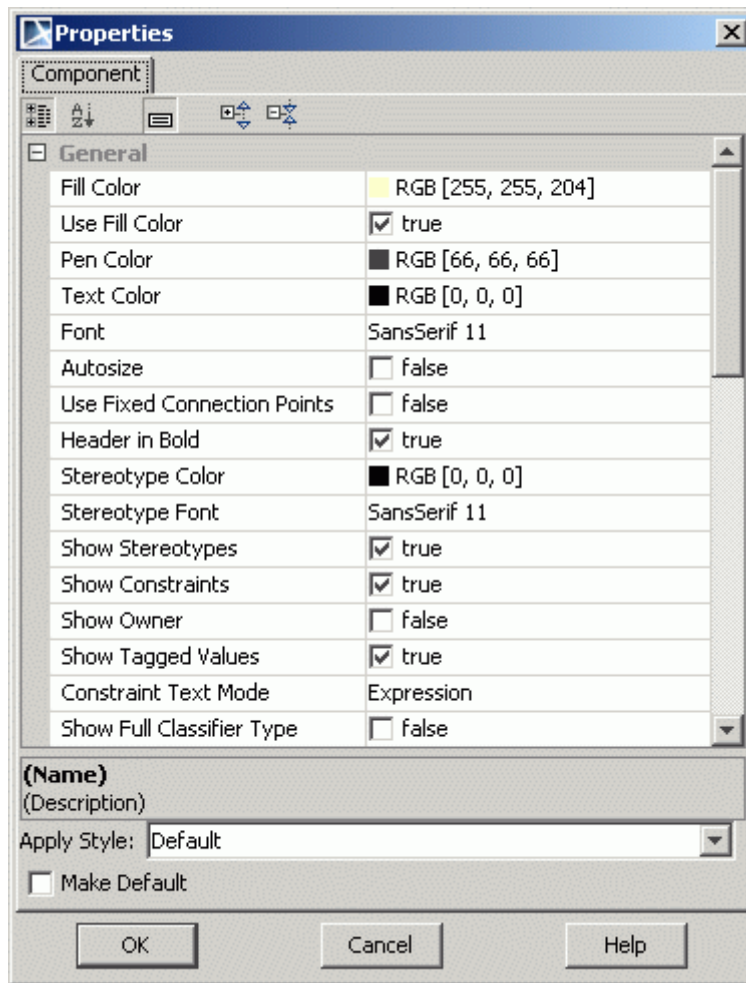 Properties
Component
General
Fill Color RGB [255, 255, 204]
Use Fill Color true
Pen Color RGB [66, 66, 66]
Text Color RGB [0, 0, 0]
Font SansSerif 11
Autosize false
Use Fixed Connection Points false
Header in Bold true
Stereotype Color RGB [0, 0, 0]
Stereotype Font SansSerif 11
Show Stereotypes true
Show Constraints true
Show Owner false
Show Tagged Values true
Constraint Text Mode Expression
Show Full Classifier Type false
(Name)
(Description)
Apply Style: Default
Make Default
OK Cancel Help